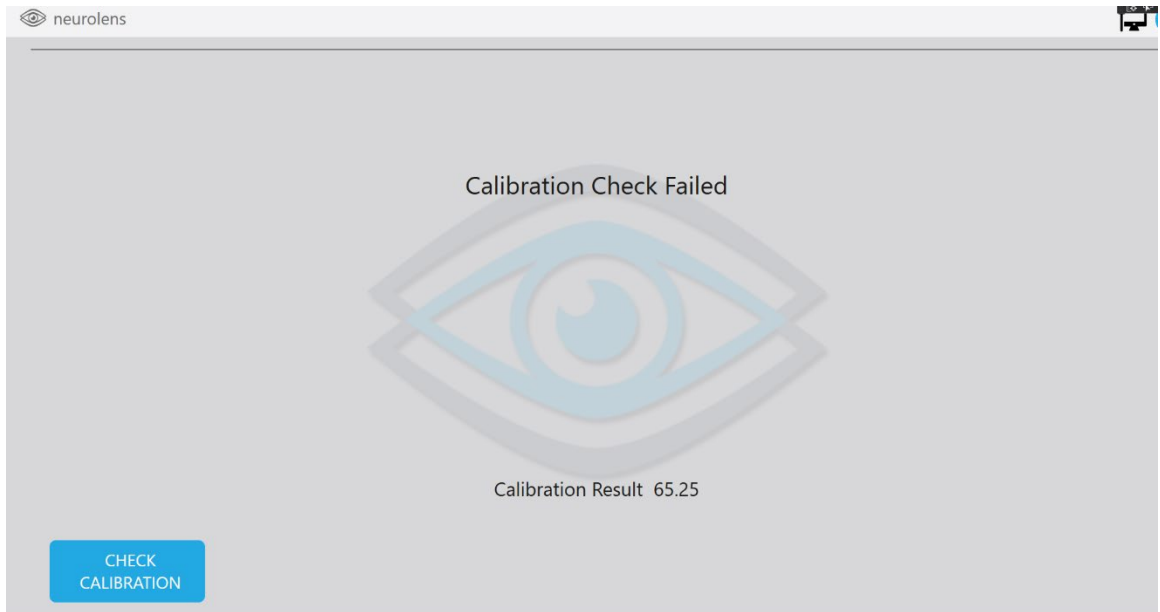 neurolens
Calibration Check Failed
Calibration Result 65.25
CHECK
CALIBRATION